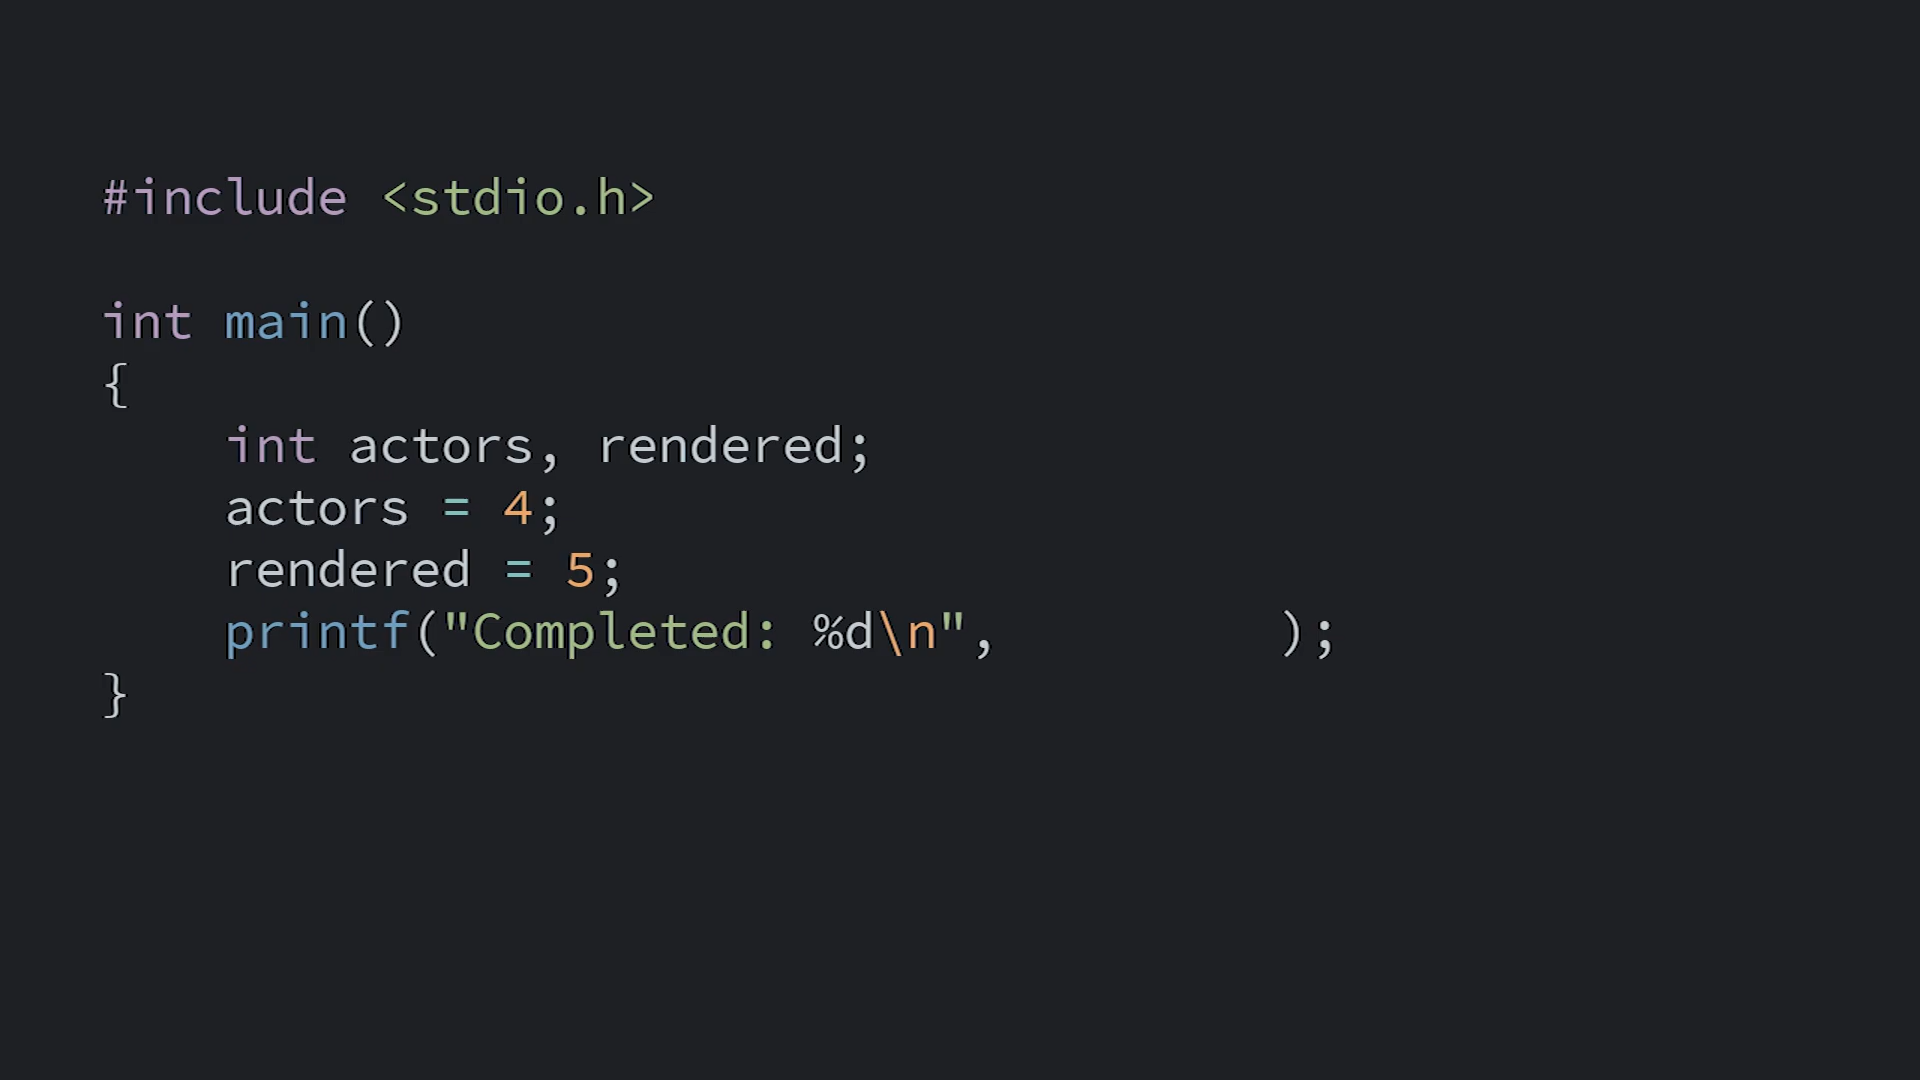 #include <stdio.h>

int main()
{
    int actors, rendered;
    actors = 4;
    rendered = 5;
    printf("Completed: %d\n",         );
}